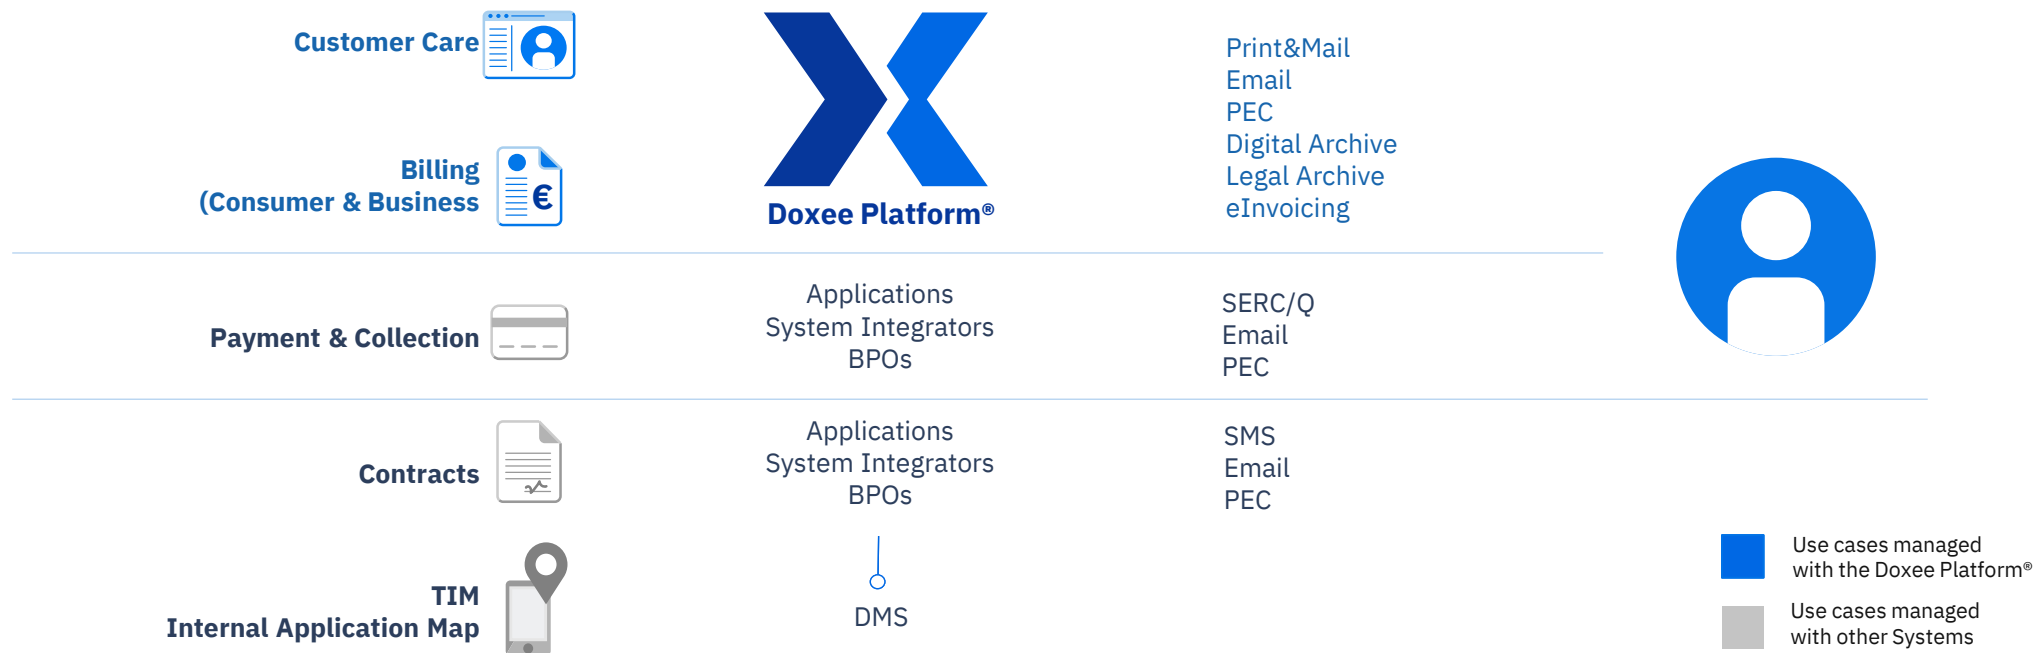 Customer Care
Billing
(Consumer & Business
€
Doxee Platform®
Print&Mail
Email
PEC
Digital Archive
Legal Archive
eInvoicing
Payment & Collection
Applications
System Integrators
BPOs
SERC/Q
Email
PEC
Contracts
Applications
System Integrators
BPOs
SMS
Email
PEC
TIM
Internal Application Map
DMS
Use cases managed
with the Doxee Platform®
Use cases managed
with other Systems